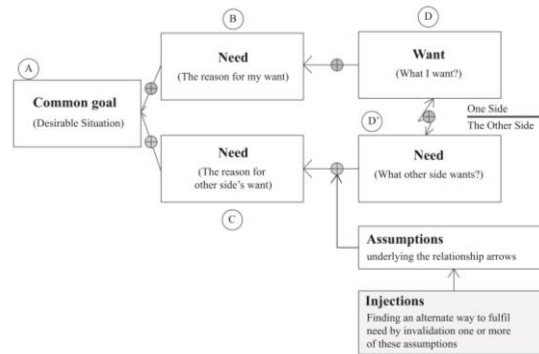 A
Common goal
(Desirable Situation)
B
Need
(The reason for my want)
D
Want
(What I want?)
One Side
The Other Side
D'
Need
(What other side wants?)
Need
(The reason for
other side's want)
C
Assumptions
underlying the relationship arrows
Injections
Finding an alternate way to fulfil
need by invalidation one or more
of these assumptions